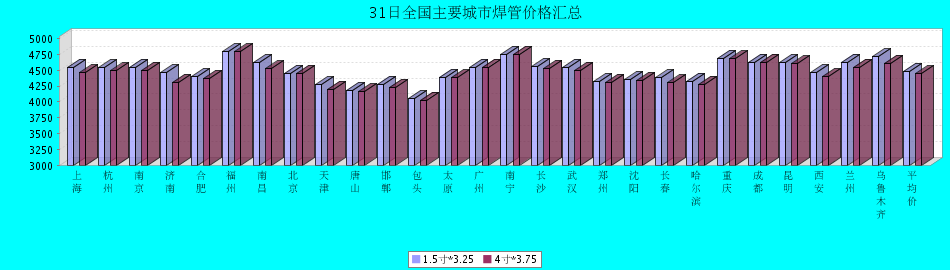 31日全国主要城市焊管价格汇总
5000
4750
4500
4250
4000
3750
3500
3250
3000
上海
杭州
南京
济南
合肥
福州
南昌
北京
天津
唐山
邯郸
包头
太原
广州
南宁
长沙
武汉
郑州
沈阳
长春
哈尔滨
重庆
成都
昆明
西安
兰州
乌鲁木齐
平均价
1.5寸*3.25
4寸*3.75